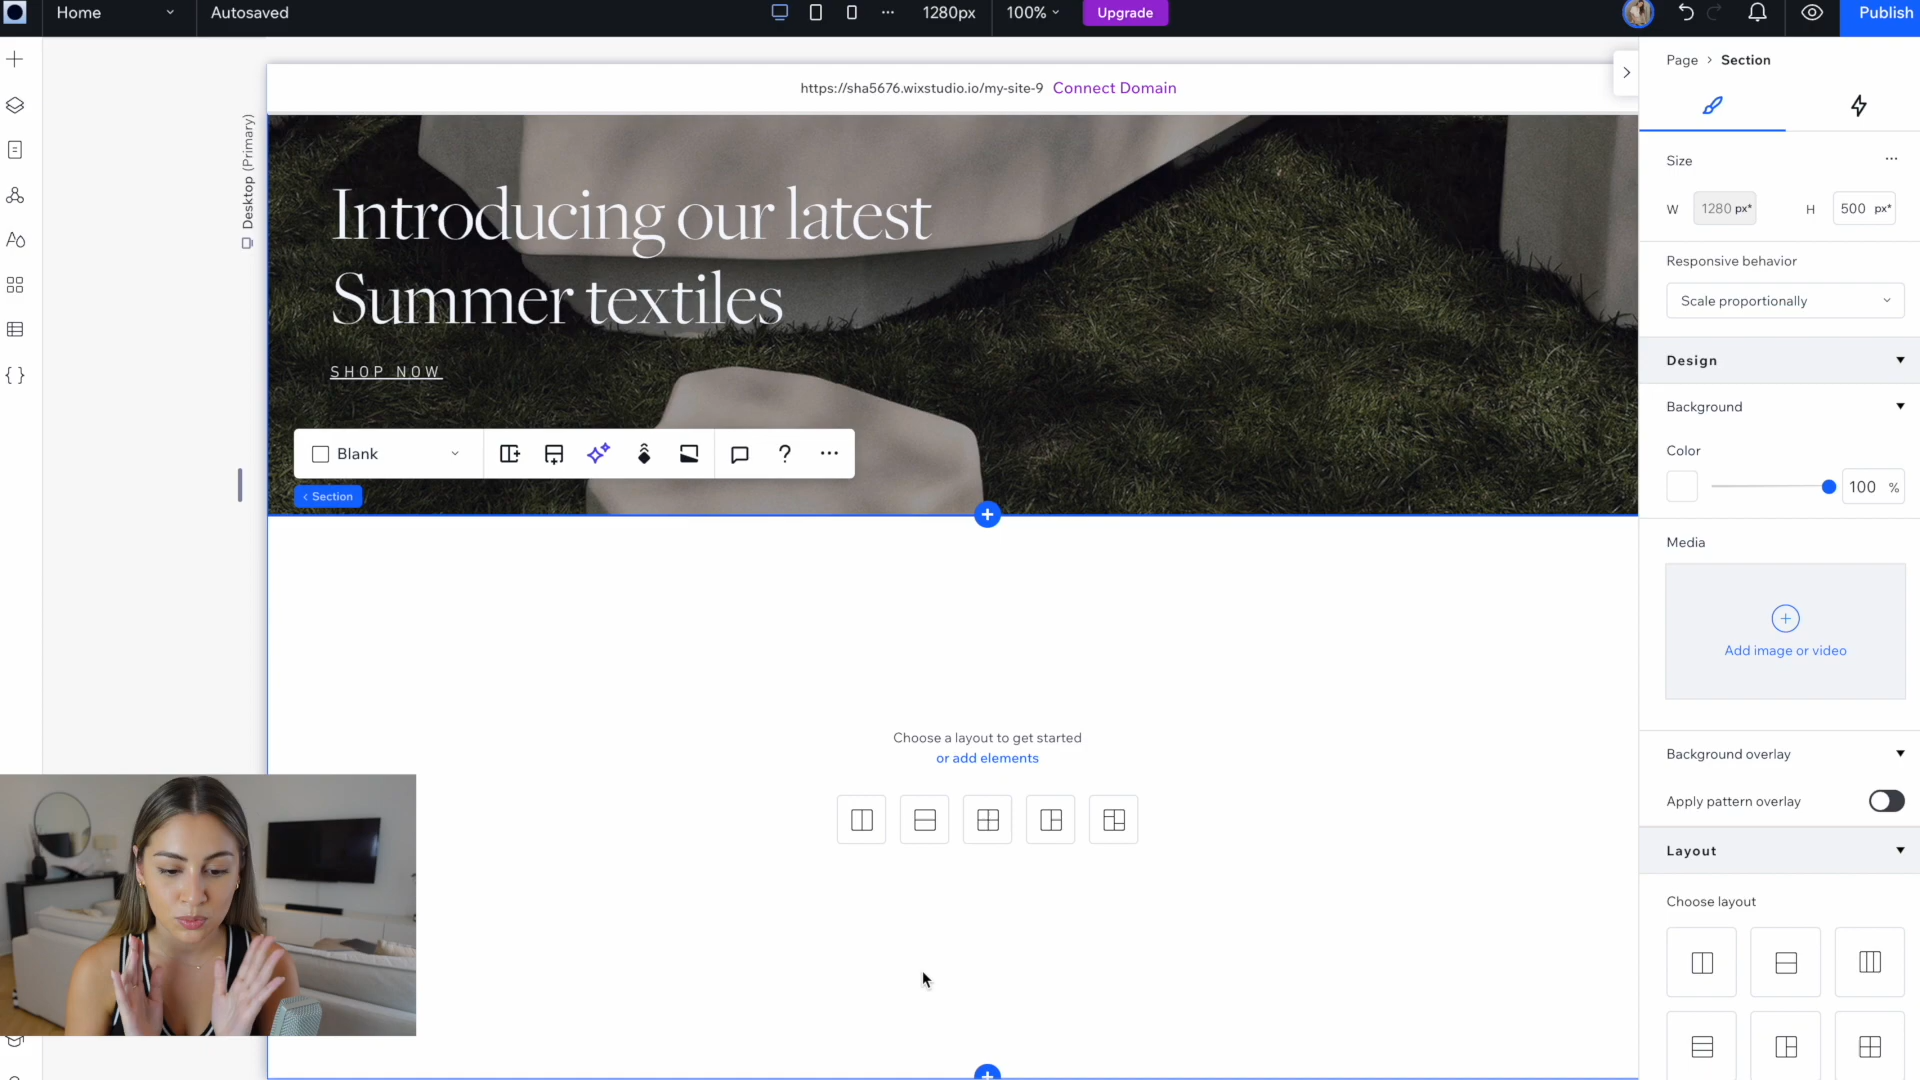 Home
Autosaved
1280px
100%
Upgrade
Publish
https://sha5676.wixstudio.io/my-site-9 Connect Domain
Desktop (Primary)
Introducing our latest
Summer textiles
SHOP NOW
Blank
?
< Section
Choose a layout to get started
or add elements
Page > Section
Size
W 1280 px* H 500 px*
Responsive behavior
Scale proportionally
Design
Background
Color
100 %
Media
Add image or video
Background overlay
Apply pattern overlay
Layout
Choose layout